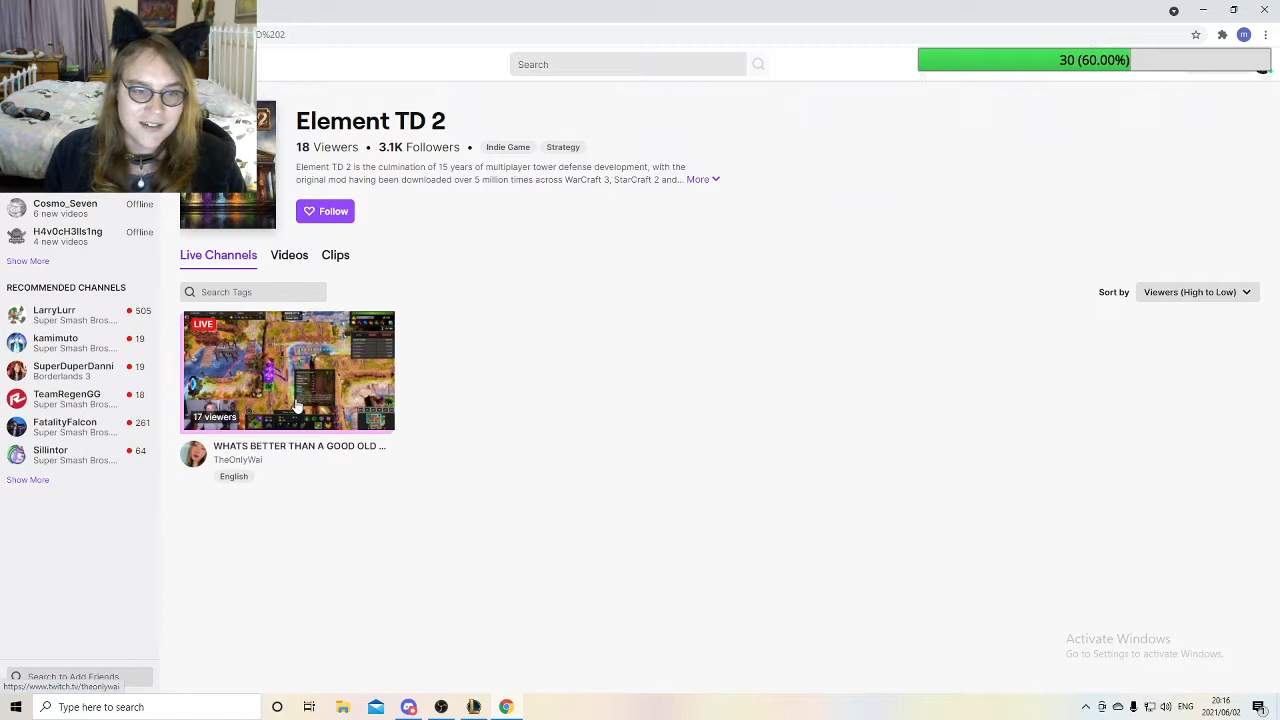 D%202
Search
30 (60.00%)
Element TD 2
18 Viewers • 3.1K Followers • Indie Game Strategy
Element TD 2 is the culmination of 15 years of multiplayer tower defense development, with the
original mod having been downloaded over 5 million times across WarCraft 3, StarCraft 2 and... More
Follow
Cosmo_Seven Offline
6 new videos
H4v0cH3lls1ng Offline
4 new videos
Show More
Live Channels Videos Clips
RECOMMENDED CHANNELS
Search Tags
Sort by Viewers (High to Low)
LarryLurr 505
Super Smash Bros....
kamimuto 19
Super Smash Bros....
SuperDuperDanni 19
Borderlands 3
TeamRegenGG 18
Super Smash Bros....
FatalityFalcon 261
Super Smash Bros....
Sillintor 64
Super Smash Bros....
Show More
LIVE
17 viewers
WHATS BETTER THAN A GOOD OLD ...
TheOnlyWai
English
Activate Windows
Go to Settings to activate Windows.
Search to Add Friends
https://www.twitch.tv/theonlywai
Type here to search
ENG
20:16
2021/06/02